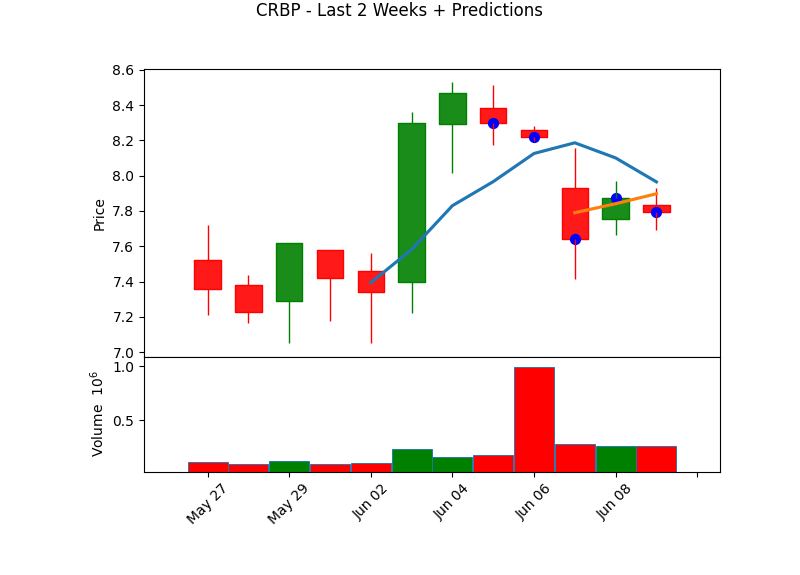 CRBP - Last 2 Weeks + Predictions
8.6
8.4
8.2
8.0
7.8
7.6
7.4
7.2
7.0
Price
1.0
0.5
Volume 10⁶
May 27
May 29
Jun 02
Jun 04
Jun 06
Jun 08